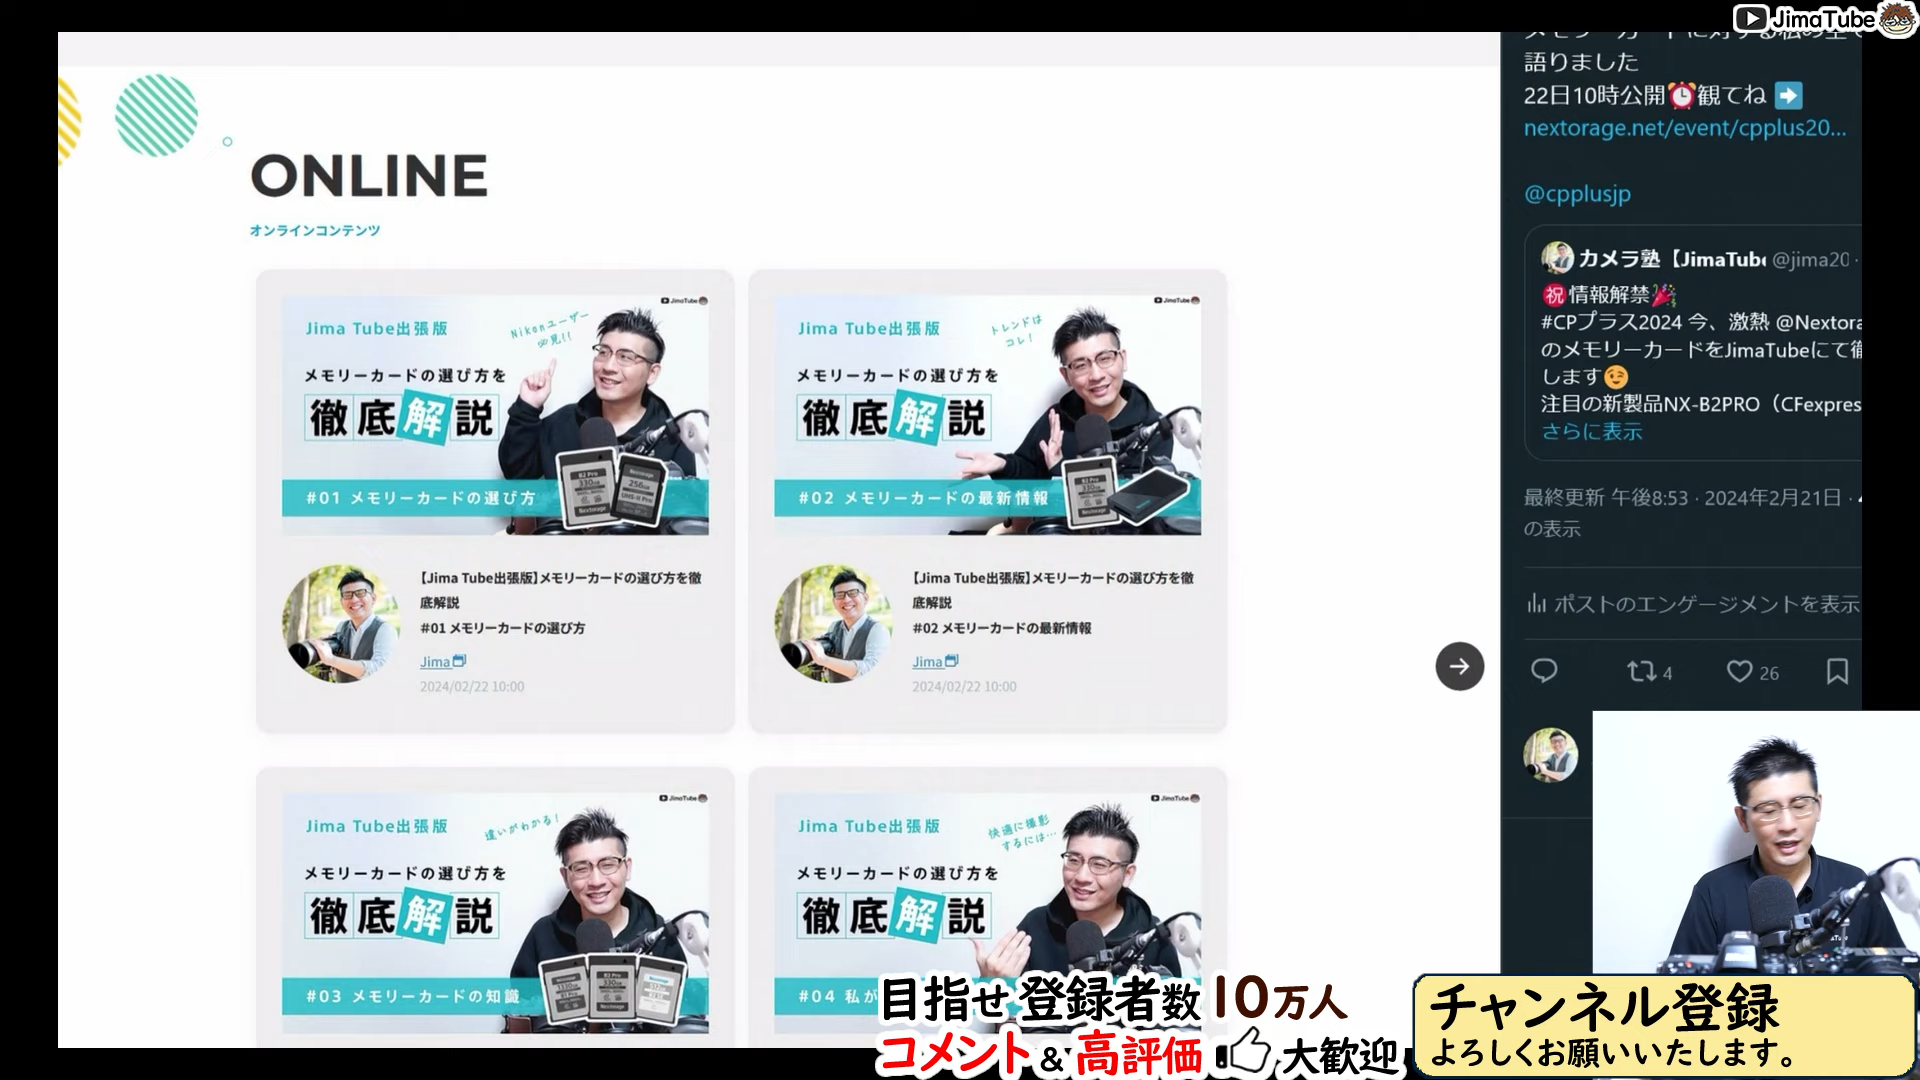 JimaTube
語りました
22日10時公開⏰観てね➡
nextorage.net/event/cpplus20...
@cpplusjp
カメラ塾【JimaTub @jima20 ·
㊗情報解禁🎉
#CPプラス2024 今、激熱 @Nextora
のメモリーカードをJimaTubeにて徹
します😉
注目の新製品NX-B2PRO（CFexpres
さらに表示
最終更新 午後8:53 · 2024年2月21日 ·
の表示
ポストのエンゲージメントを表示
4
26
ONLINE
オンラインコンテンツ
JimaTube
Jima Tube出張版
Nikonユーザー
必見!!
メモリーカードの選び方を
徹底解説
#01 メモリーカードの選び方
B2 Pro
330GB
Nextorage
Nextorage
256GB
UHS-II Pro
【Jima Tube出張版】メモリーカードの選び方を徹
底解説
#01 メモリーカードの選び方
Jima
2024/02/22 10:00
JimaTube
Jima Tube出張版
トレンドは
コレ!
メモリーカードの選び方を
徹底解説
#02 メモリーカードの最新情報
B2 Pro
330GB
Nextorage
【Jima Tube出張版】メモリーカードの選び方を徹
底解説
#02 メモリーカードの最新情報
Jima
2024/02/22 10:00
JimaTube
Jima Tube出張版
違いがわかる!
メモリーカードの選び方を
徹底解説
#03 メモリーカードの知識
B2 Pro
330GB
JimaTube
Jima Tube出張版
快適に撮影
するには…
メモリーカードの選び方を
徹底解説
#04 私が
目指せ登録者数10万人
コメント&高評価 大歓迎
チャンネル登録
よろしくお願いいたします。